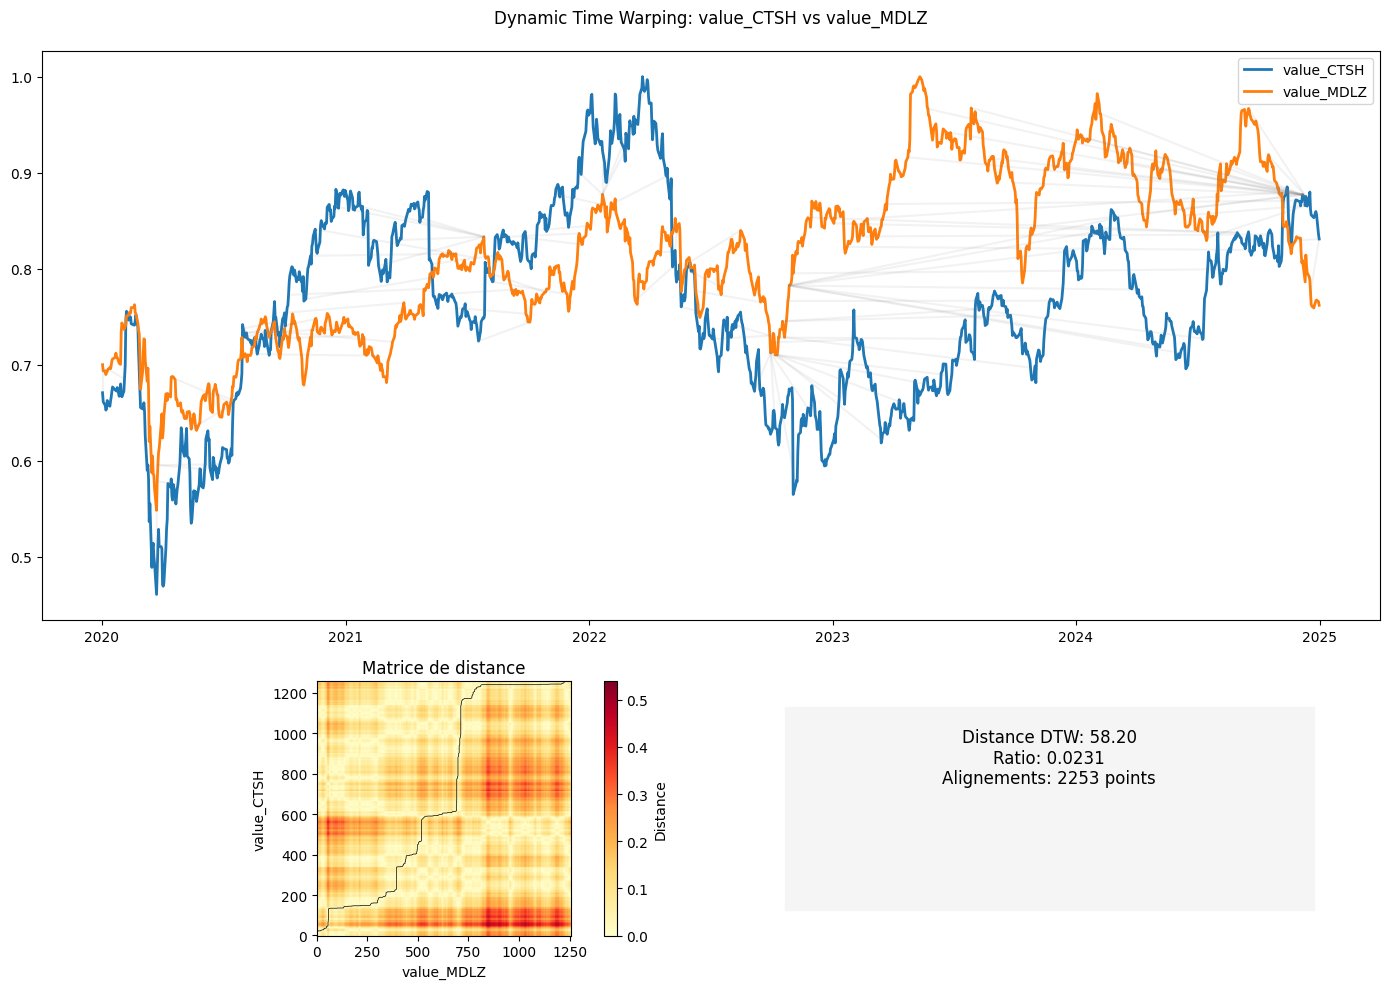 Dynamic Time Warping: value_CTSH vs value_MDLZ
value_CTSH
value_MDLZ
1.0
0.9
0.8
0.7
0.6
0.5
2020 2021 2022 2023 2024 2025
Matrice de distance
value_CTSH
1200
1000
800
600
400
200
0
0 250 500 750 1000 1250
value_MDLZ
0.5
0.4
0.3
0.2
0.1
0.0
Distance
Distance DTW: 58.20
Ratio: 0.0231
Alignements: 2253 points